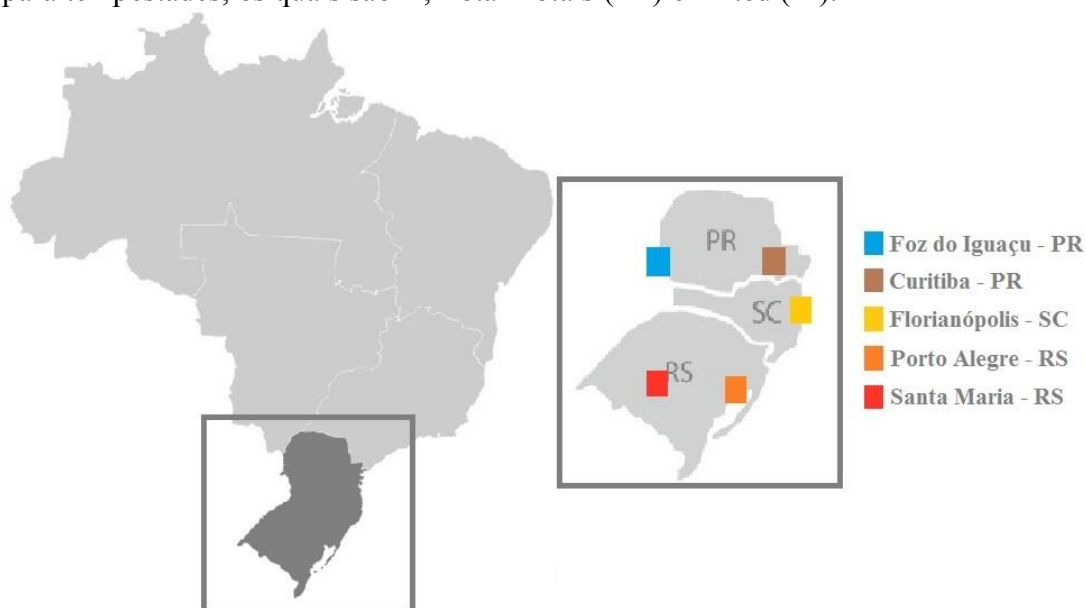 PR
SC
RS
Foz do Iguaçu - PR
Curitiba - PR
Florianópolis - SC
Porto Alegre - RS
Santa Maria - RS